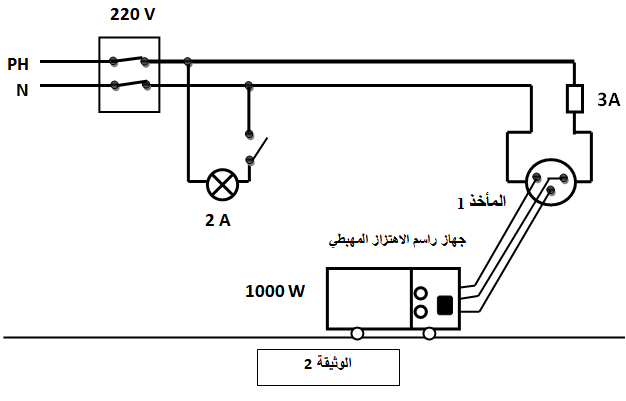 220 V
PH
N
3A
2 A
المأخذ 1
جهاز راسم الاهتزاز المهبطي
1000 W
الوثيقة 2